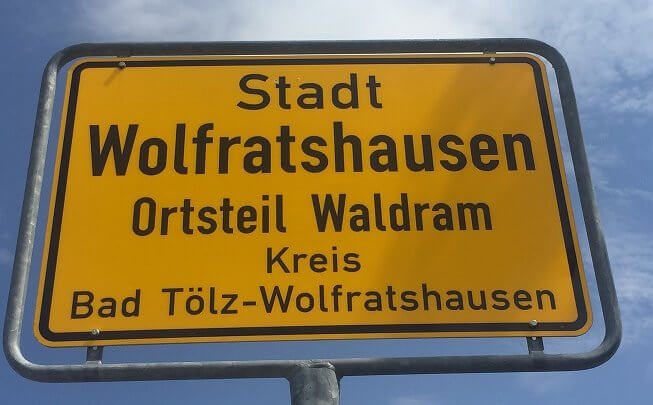 Stadt
Wolfratshausen
Ortsteil Waldram
Kreis
Bad Tölz-Wolfratshausen